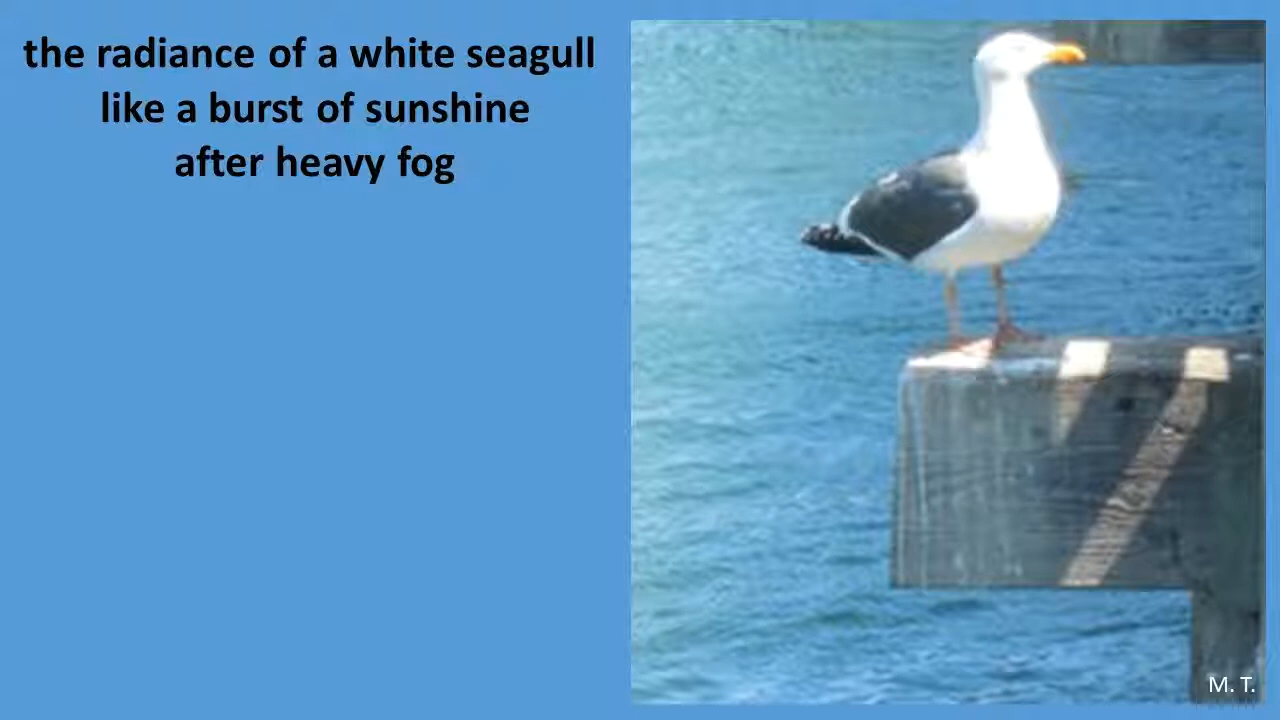 the radiance of a white seagull
like a burst of sunshine
after heavy fog
M. T.